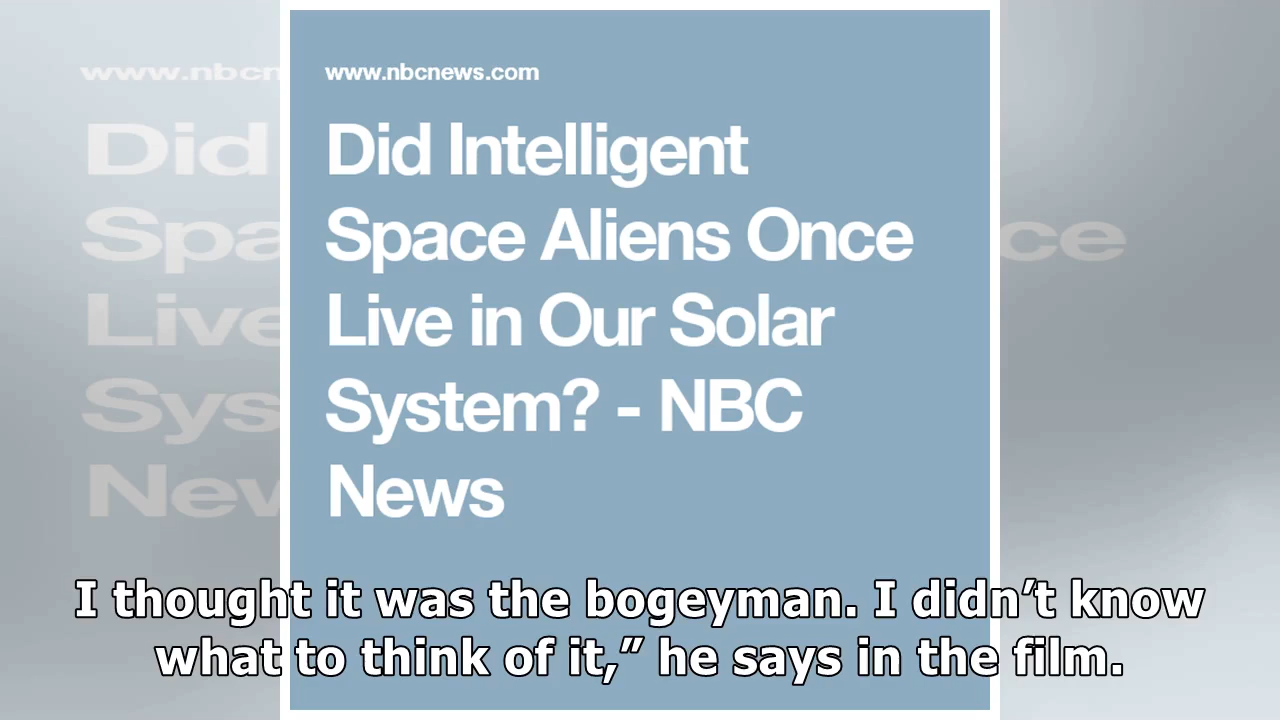 www.nbcnews.com
Did Intelligent
Space Aliens Once
Live in Our Solar
System? - NBC
News
I thought it was the bogeyman. I didn’t know
what to think of it,” he says in the film.